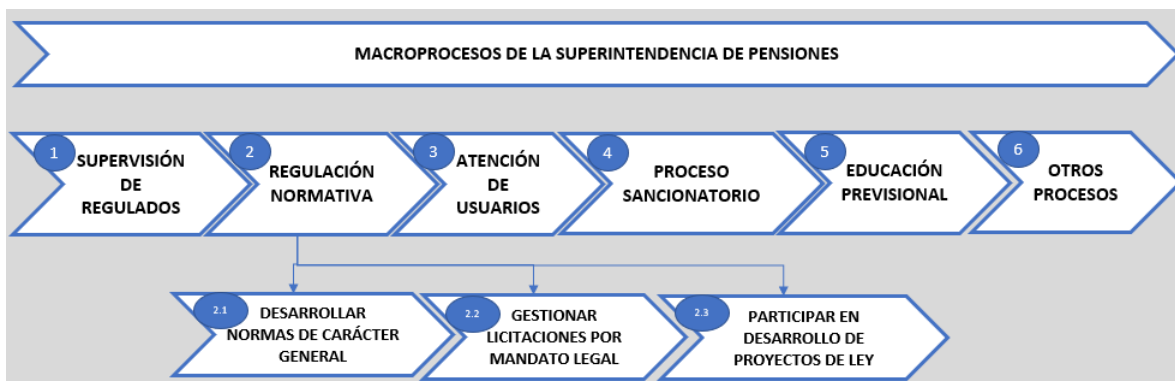 MACROPROCESOS DE LA SUPERINTENDENCIA DE PENSIONES
1
SUPERVISIÓN
DE
REGULADOS
2
REGULACIÓN
NORMATIVA
3
ATENCIÓN
DE
USUARIOS
4
PROCESO
SANCIONATORIO
5
EDUCACIÓN
PREVISIONAL
6
OTROS
PROCESOS
2.1
DESARROLLAR
NORMAS DE CARÁCTER
GENERAL
2.2
GESTIONAR
LICITACIONES POR
MANDATO LEGAL
2.3
PARTICIPAR EN
DESARROLLO DE
PROYECTOS DE LEY